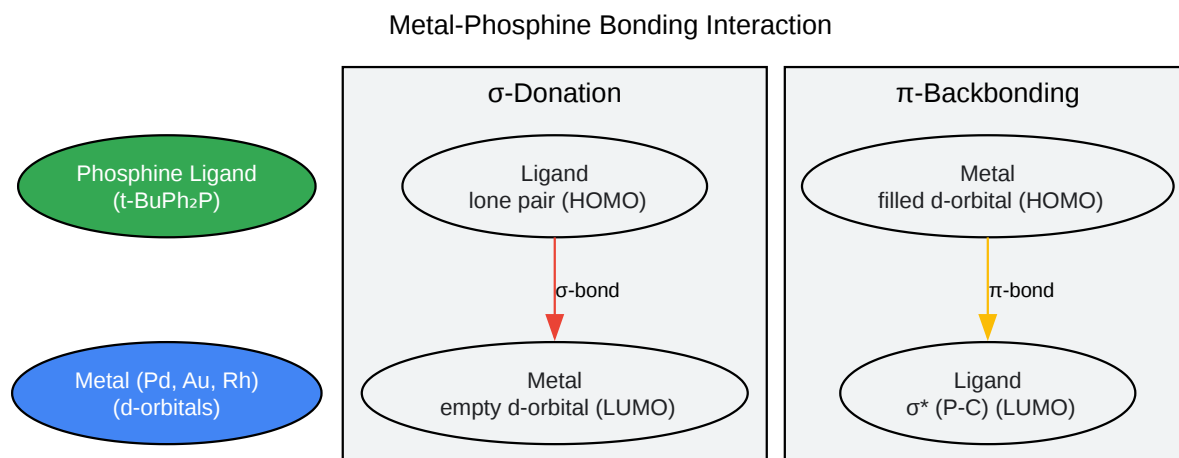 Metal-Phosphine Bonding Interaction
σ-Donation
π-Backbonding
Phosphine Ligand
(t-BuPh₂P)
Ligand
lone pair (HOMO)
Metal
filled d-orbital (HOMO)
σ-bond
π-bond
Metal (Pd, Au, Rh)
(d-orbitals)
Metal
empty d-orbital (LUMO)
Ligand
σ* (P-C) (LUMO)